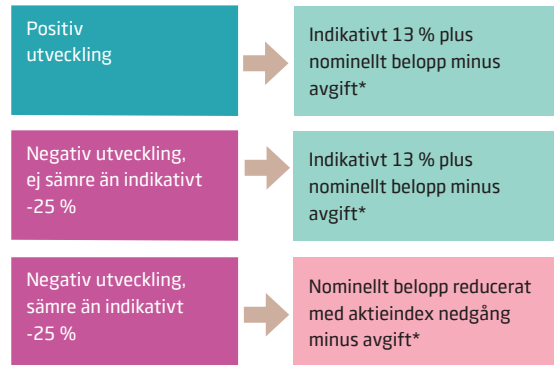 Positiv
utveckling
Indikativt 13 % plus
nominellt belopp minus
avgift*
Negativ utveckling,
ej sämre än indikativt
-25 %
Indikativt 13 % plus
nominellt belopp minus
avgift*
Negativ utveckling,
sämre än indikativt
-25 %
Nominellt belopp reducerat
med aktieindex nedgång
minus avgift*